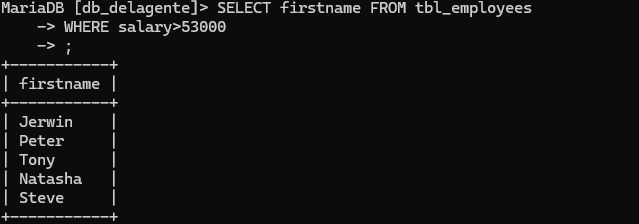 MariaDB [db_delagente]> SELECT firstname FROM tbl_employees
    -> WHERE salary>53000
    -> ;
+-----------+
| firstname |
+-----------+
| Jerwin    |
| Peter     |
| Tony      |
| Natasha   |
| Steve     |
+-----------+